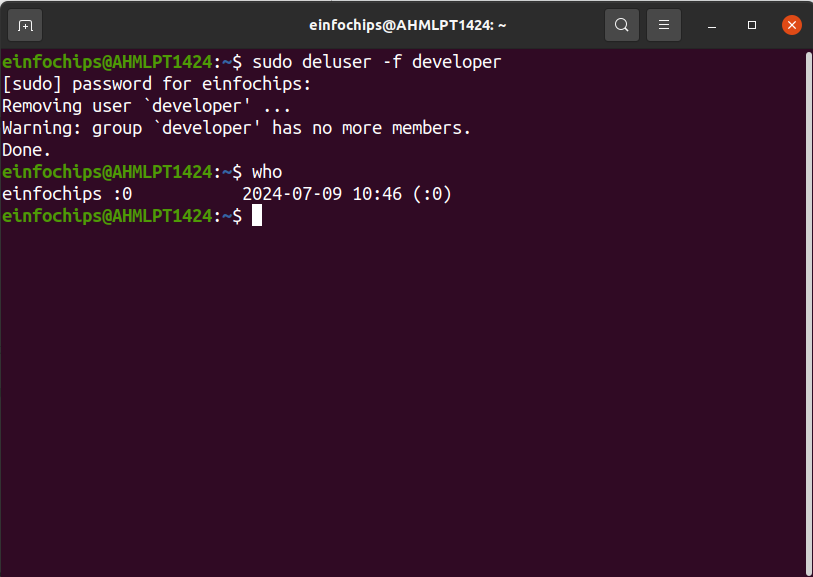 einfochips@AHMLPT1424: ~
einfochips@AHMLPT1424:~$ sudo deluser -f developer
[sudo] password for einfochips:
Removing user `developer' ...
Warning: group `developer' has no more members.
Done.
einfochips@AHMLPT1424:~$ who
einfochips :0           2024-07-09 10:46 (:0)
einfochips@AHMLPT1424:~$